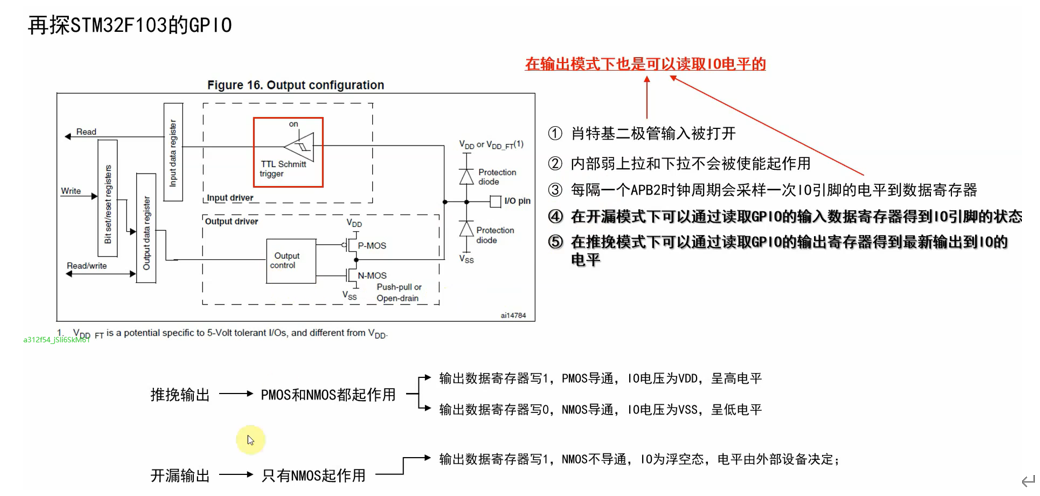 再探STM32F103的GPIO
在输出模式下也是可以读取IO电平的
Figure 16. Output configuration
on
Read
TTL Schmitt
trigger
Input data register
Input driver
Write
Bit set/reset registers
Output data register
Read/write
Output driver
Output
control
VDD
P-MOS
N-MOS
VSS
Push-pull or
Open-drain
VDD or VDD_FT(1)
Protection
diode
I/O pin
Protection
diode
VSS
ai14784
1. VDD_FT is a potential specific to 5-Volt tolerant I/Os, and different from VDD.
① 肖特基二极管输入被打开
② 内部弱上拉和下拉不会被使能起作用
③ 每隔一个APB2时钟周期会采样一次IO引脚的电平到数据寄存器
④ 在开漏模式下可以通过读取GPIO的输入数据寄存器得到IO引脚的状态
⑤ 在推挽模式下可以通过读取GPIO的输出寄存器得到最新输出到IO的
电平
推挽输出
PMOS和NMOS都起作用
输出数据寄存器写1，PMOS导通，IO电压为VDD，呈高电平
输出数据寄存器写0，NMOS导通，IO电压为VSS，呈低电平
开漏输出
只有NMOS起作用
输出数据寄存器写1，NMOS不导通，IO为浮空态，电平由外部设备决定；